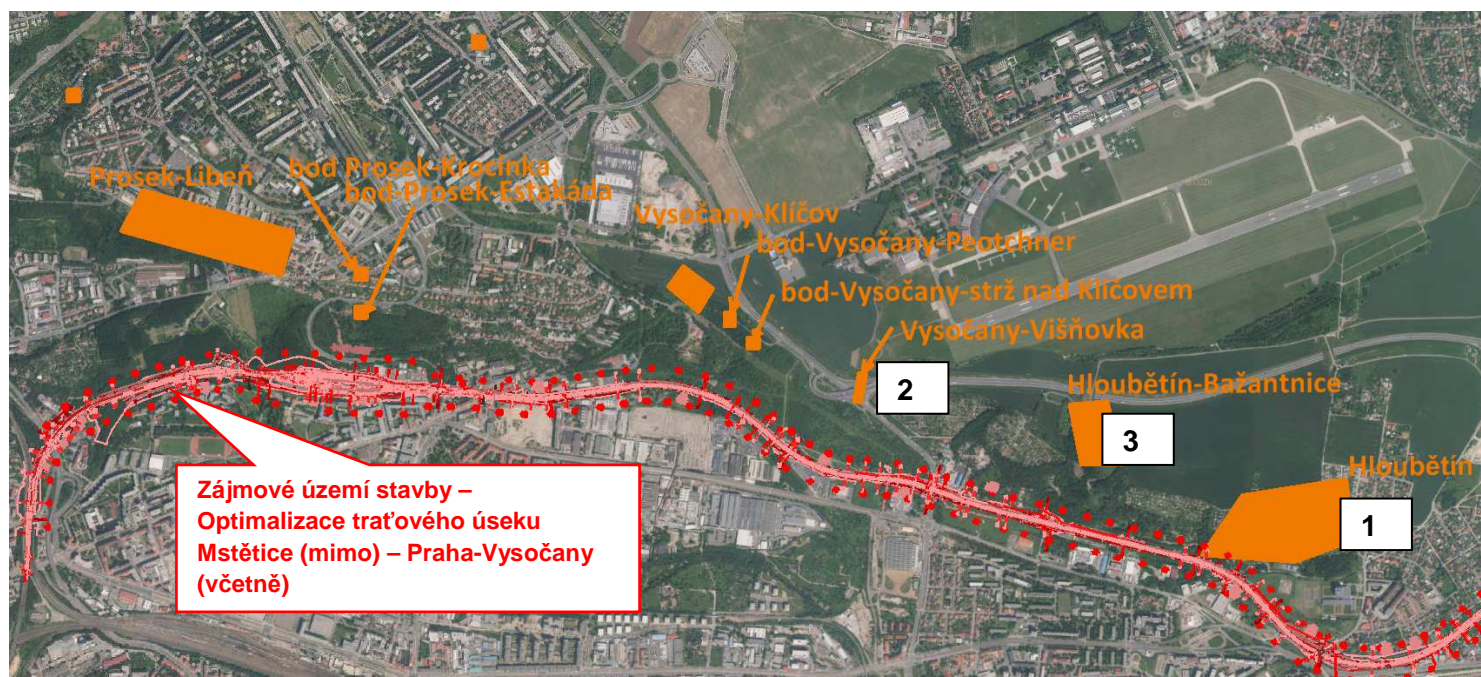 Prosek-Libeň
bod Prosek-Krocínka
bod-Prosek-Estakáda
Vysočany-Klíčov
bod-Vysočany-Peotchner
bod-Vysočany-strž nad Klíčovem
Vysočany-Višňovka
2
Hloubětín-Bažantnice
3
Hloubětín
1
Zájmové území stavby –
Optimalizace traťového úseku
Mstětice (mimo) – Praha-Vysočany
(včetně)